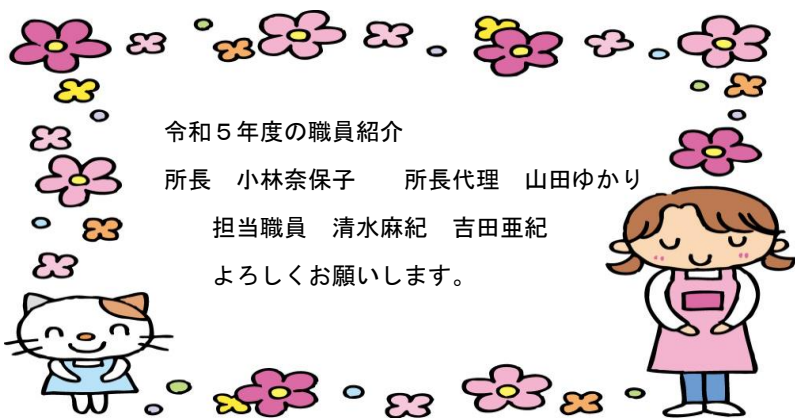 令和５年度の職員紹介
所長　小林奈保子　　所長代理　山田ゆかり
担当職員　清水麻紀　吉田亜紀
よろしくお願いします。